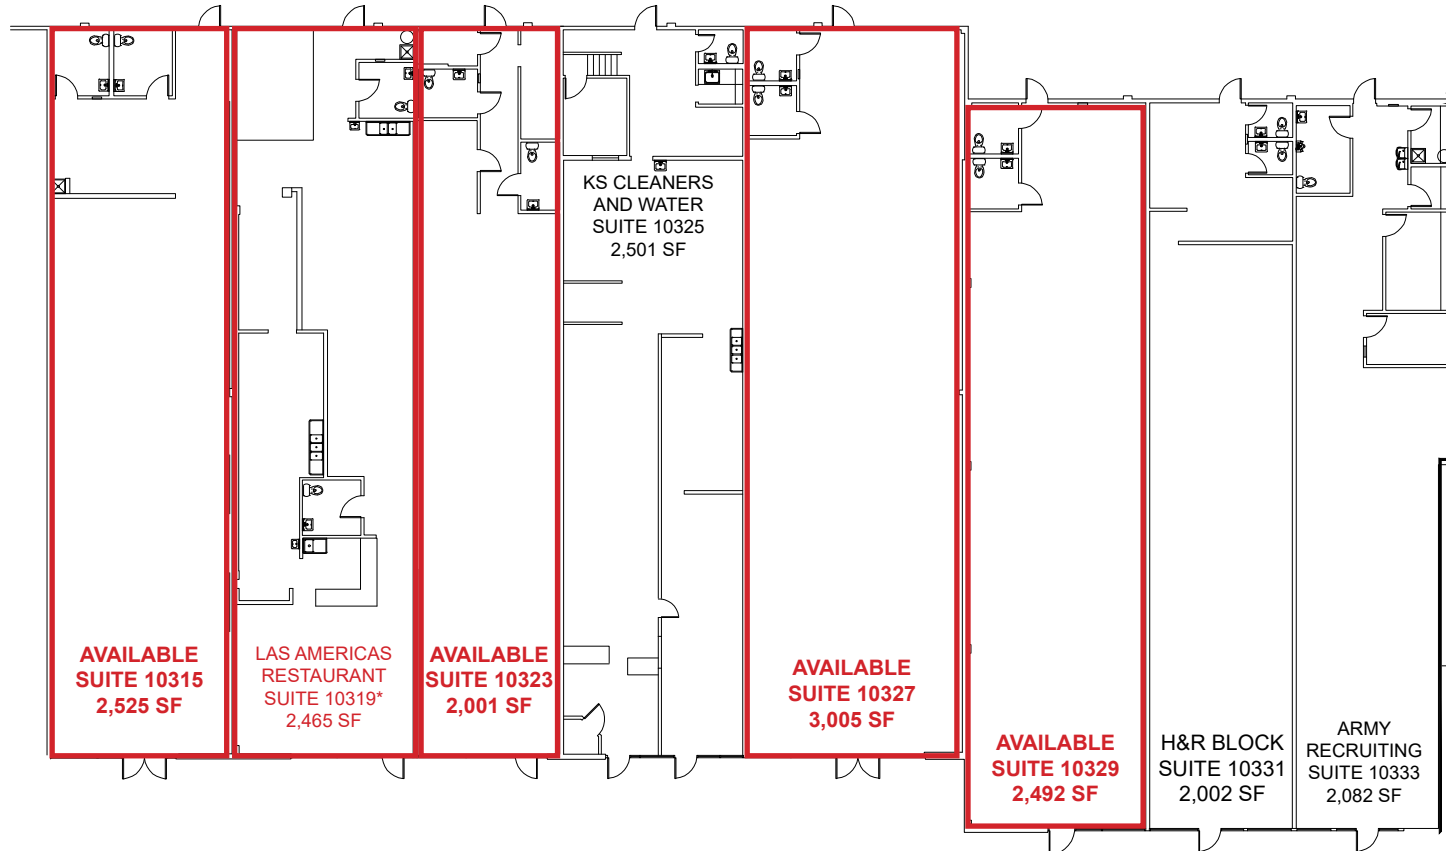 AVAILABLE
SUITE 10315
2,525 SF
LAS AMERICAS
RESTAURANT
SUITE 10319*
2,465 SF
AVAILABLE
SUITE 10323
2,001 SF
KS CLEANERS
AND WATER
SUITE 10325
2,501 SF
AVAILABLE
SUITE 10327
3,005 SF
AVAILABLE
SUITE 10329
2,492 SF
H&R BLOCK
SUITE 10331
2,002 SF
ARMY
RECRUITING
SUITE 10333
2,082 SF